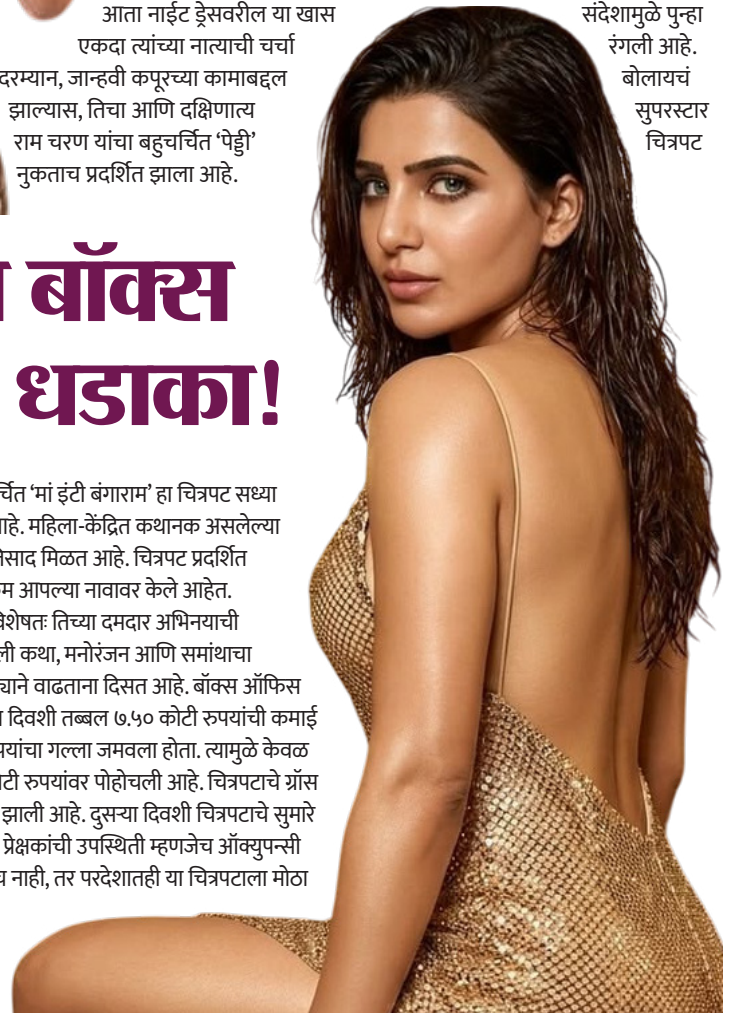 आता नाईट ड्रेसवरील या खास
संदेशामुळे पुन्हा
एकदा त्यांच्या नात्याची चर्चा
रंगली आहे.
दरम्यान, जान्हवी कपूरच्या कामाबद्दल
बोलायचं
झाल्यास, तिचा आणि दक्षिणात्य
सुपरस्टार
राम चरण यांचा बहुचर्चित ‘पेड्डी’
चित्रपट
नुकताच प्रदर्शित झाला आहे.
बॉक्स
धडाका!
‘मां इंटी बंगाराम’ हा चित्रपट सध्या
आहे. महिला-केंद्रित कथानक असलेल्या
मिळत आहे. चित्रपट प्रदर्शित
आपल्या नावावर केले आहेत.
विशेषतः तिच्या दमदार अभिनयाची
कथा, मनोरंजन आणि समांथाचा
वाढताना दिसत आहे. बॉक्स ऑफिस
दिवशी तब्बल ७.५० कोटी रुपयांची कमाई
गल्ला जमवला होता. त्यामुळे केवळ
रुपयांवर पोहोचली आहे. चित्रपटाचे ग्रॉस
झाली आहे. दुसऱ्या दिवशी चित्रपटाचे सुमारे
प्रेक्षकांची उपस्थिती म्हणजेच ऑक्युपन्सी
नाही, तर परदेशातही या चित्रपटाला मोठा